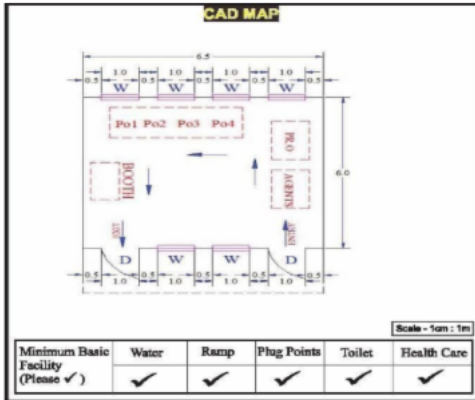 CAD MAP
6.5
0.5 1.0 0.5 1.0 0.5 1.0 0.5 1.0 0.5
W W W W
Po1 Po2 Po3 Po4
PR.O
AGENTS
BOOTH
6.0
D W W D
0.5 1.0 0.5 1.0 0.5 1.0 0.5 1.0 0.5
Scale - 1cm : 1m
Minimum Basic Facility (Please ✓) Water Ramp Plug Points Toilet Health Care
✓ ✓ ✓ ✓ ✓